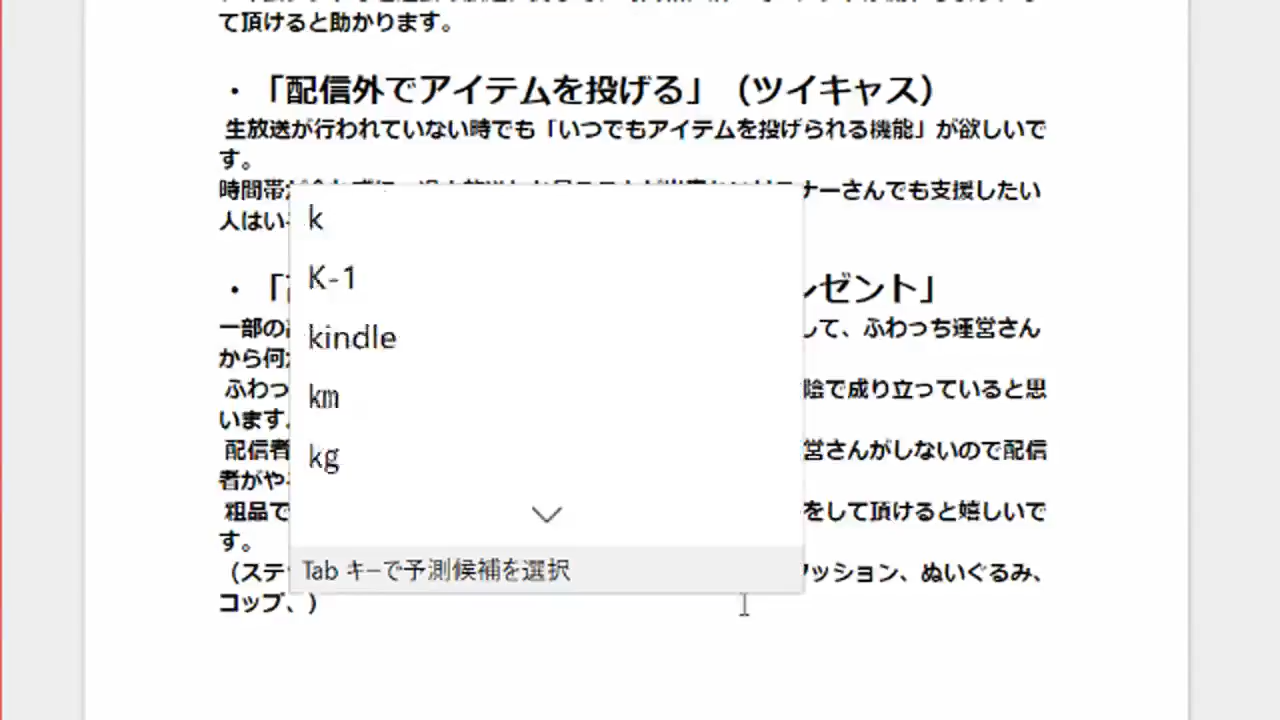 て頂けると助かります。
・「配信外でアイテムを投げる」（ツイキャス）
生放送が行われていない時でも「いつでもアイテムを投げられる機能」が欲しいで
す。
時間帯
ナーさんでも支援したい
人はい
k
K-1
kindle
km
kg
Tab キーで予測候補を選択
・「
レゼント」
一部の
して、ふわっち運営さん
から何
ふわっ
陰で成り立っていると思
います。
配信者
営さんがしないので配信
者がや
粗品で
をして頂けると嬉しいで
す。
（ステ
クッション、ぬいぐるみ、
コップ、）